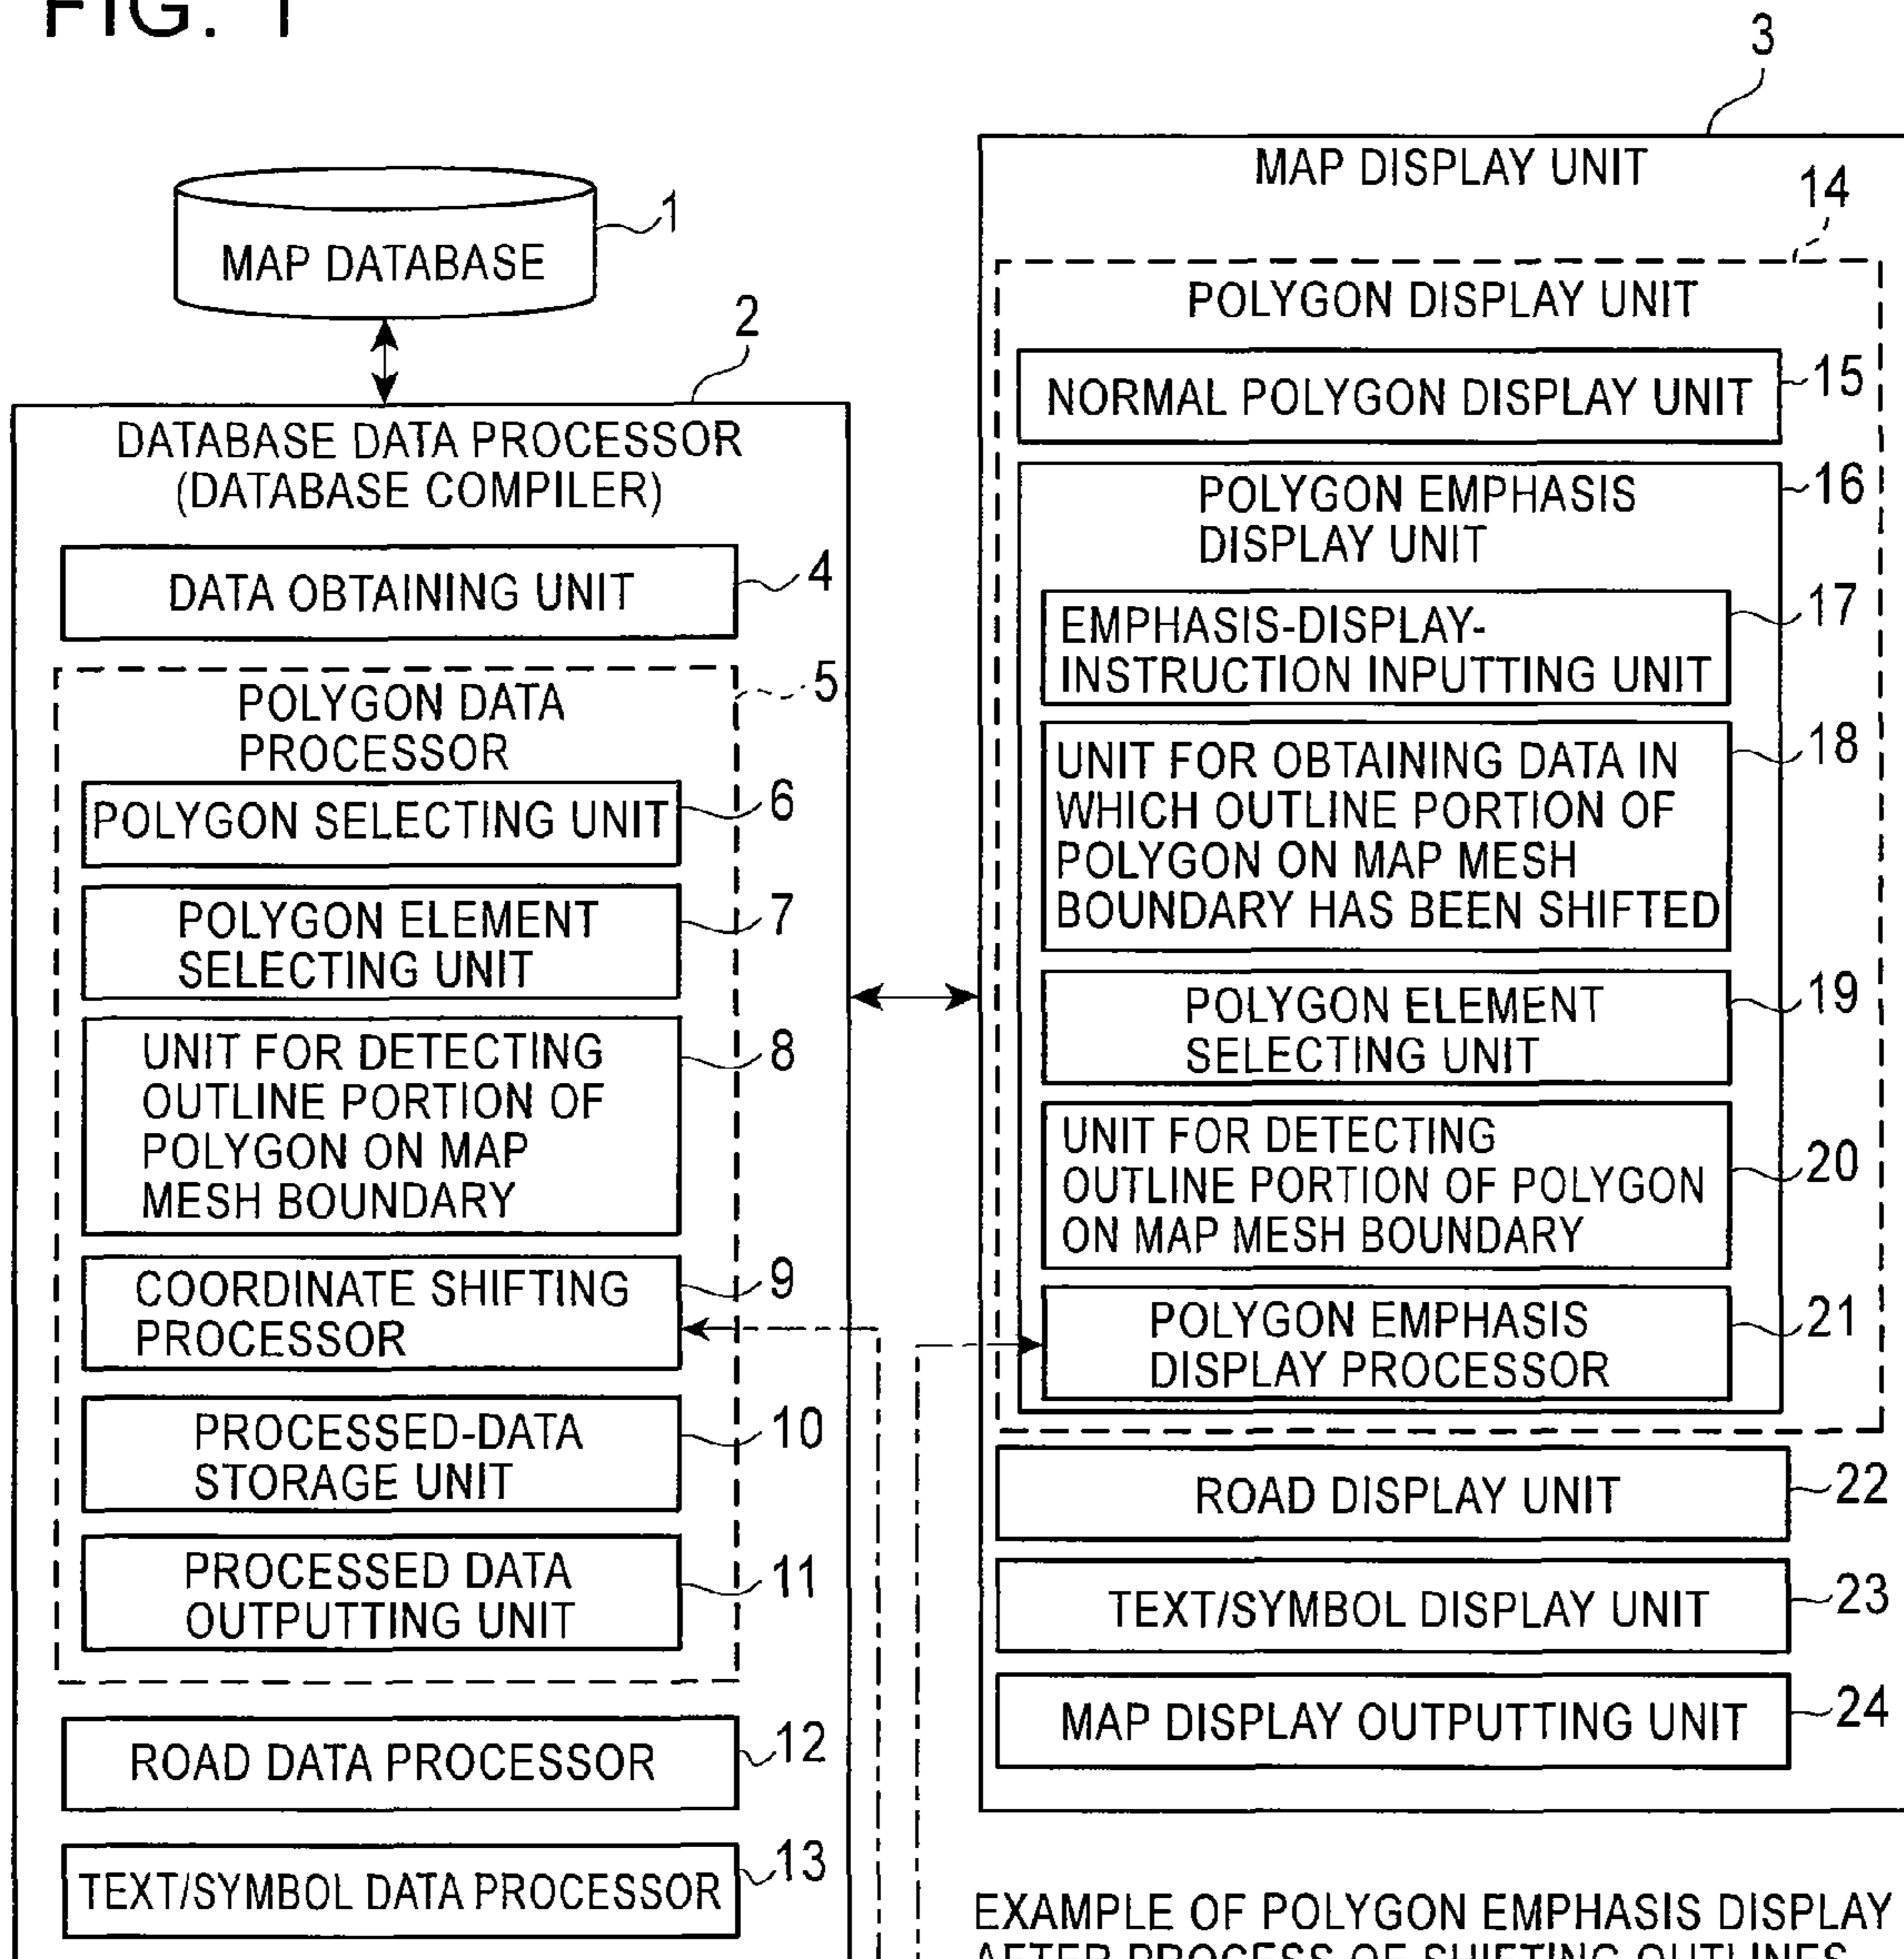 FIG. 1
MAP DATABASE
1
2
DATABASE DATA PROCESSOR
(DATABASE COMPILER)
DATA OBTAINING UNIT
4
POLYGON DATA
PROCESSOR
5
POLYGON SELECTING UNIT
6
POLYGON ELEMENT
SELECTING UNIT
7
UNIT FOR DETECTING
OUTLINE PORTION OF
POLYGON ON MAP
MESH BOUNDARY
8
COORDINATE SHIFTING
PROCESSOR
9
PROCESSED-DATA
STORAGE UNIT
10
PROCESSED DATA
OUTPUTTING UNIT
11
ROAD DATA PROCESSOR
12
TEXT/SYMBOL DATA PROCESSOR
13
3
MAP DISPLAY UNIT
14
POLYGON DISPLAY UNIT
NORMAL POLYGON DISPLAY UNIT
15
POLYGON EMPHASIS
DISPLAY UNIT
16
EMPHASIS-DISPLAY-
INSTRUCTION INPUTTING UNIT
17
UNIT FOR OBTAINING DATA IN
WHICH OUTLINE PORTION OF
POLYGON ON MAP MESH
BOUNDARY HAS BEEN SHIFTED
18
POLYGON ELEMENT
SELECTING UNIT
19
UNIT FOR DETECTING
OUTLINE PORTION OF POLYGON
ON MAP MESH BOUNDARY
20
POLYGON EMPHASIS
DISPLAY PROCESSOR
21
ROAD DISPLAY UNIT
22
TEXT/SYMBOL DISPLAY UNIT
23
MAP DISPLAY OUTPUTTING UNIT
24
EXAMPLE OF POLYGON EMPHASIS DISPLAY
AFTER PROCESS OF SHIFTING OUTLINES